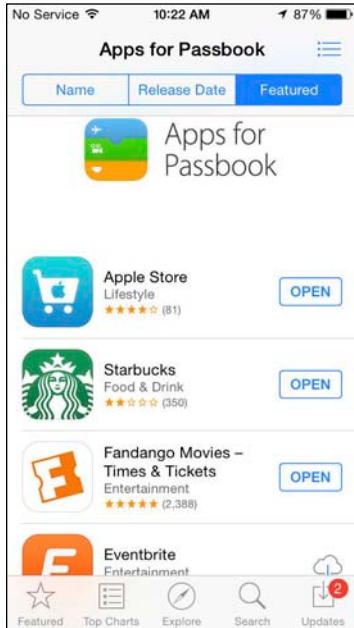 No Service 10:22 AM 87%
Apps for Passbook
Name Release Date Featured
Apps for
Passbook
Apple Store
Lifestyle
(81)
OPEN
Starbucks
Food & Drink
(350)
OPEN
Fandango Movies –
Times & Tickets
Entertainment
(2,388)
OPEN
Eventbrite
Entertainment
2
Featured Top Charts Explore Search Updates